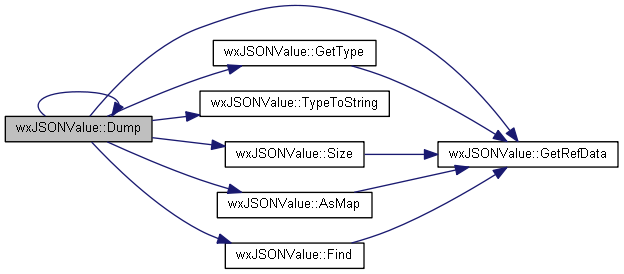 wxJSONValue::GetType
wxJSONValue::TypeToString
wxJSONValue::Dump
wxJSONValue::Size
wxJSONValue::GetRefData
wxJSONValue::AsMap
wxJSONValue::Find